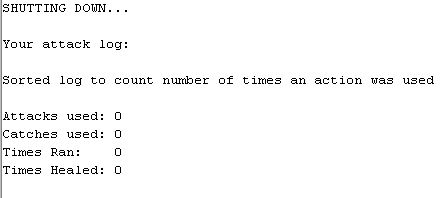 SHUTTING DOWN...
Your attack log:
Sorted log to count number of times an action was used
Attacks used: 0
Catches used: 0
Times Ran:    0
Times Healed: 0